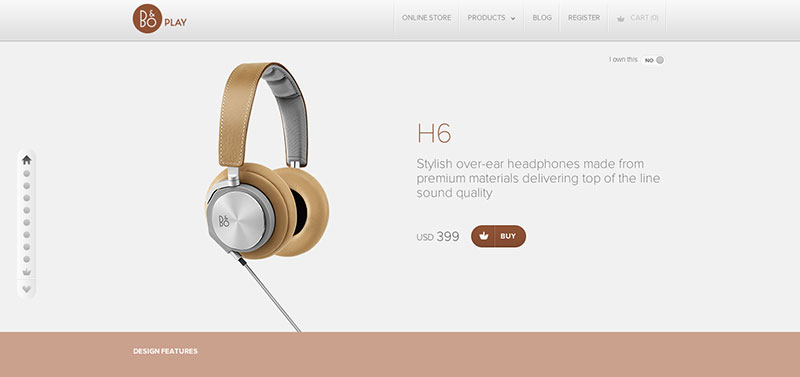 B&O PLAY
ONLINE STORE
PRODUCTS
BLOG
REGISTER
CART (0)
I own this NO
H6
Stylish over-ear headphones made from
premium materials delivering top of the line
sound quality
B&O
USD 399
BUY
DESIGN FEATURES